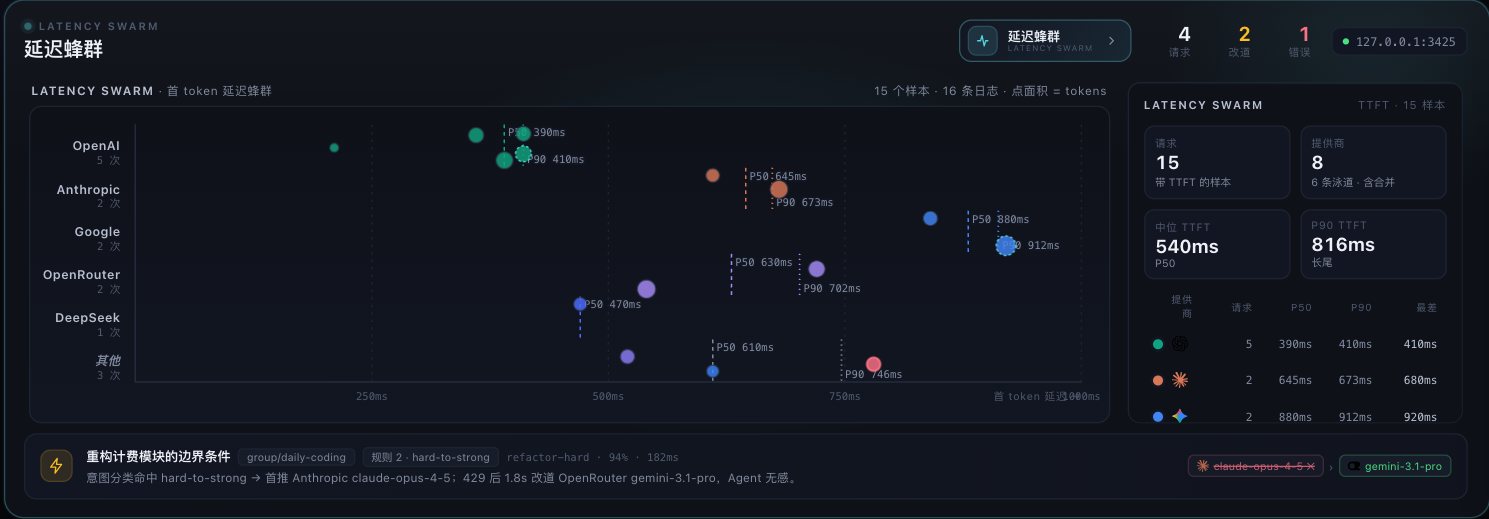 LATENCY SWARM
延迟蜂群
延迟蜂群
LATENCY SWARM
4
请求
2
改道
1
错误
127.0.0.1:3425
LATENCY SWARM · 首 token 延迟蜂群
15 个样本 · 16 条日志 · 点面积 = tokens
OpenAI
5 次
P50 390ms
P90 410ms
Anthropic
2 次
P50 645ms
P90 673ms
Google
2 次
P50 880ms
P90 912ms
OpenRouter
2 次
P50 630ms
P90 702ms
DeepSeek
1 次
P50 470ms
其他
3 次
P50 610ms
P90 746ms
250ms
500ms
750ms
首 token 延迟
1000ms
LATENCY SWARM
TTFT · 15 样本
请求
15
带 TTFT 的样本
提供商
8
6 条泳道 · 含合并
中位 TTFT
540ms
P50
P90 TTFT
816ms
长尾
提供商 请求 P50 P90 最差
5 390ms 410ms 410ms
2 645ms 673ms 680ms
2 880ms 912ms 920ms
重构计费模块的边界条件 group/daily-coding 规则 2 · hard-to-strong refactor-hard · 94% · 182ms
意图分类命中 hard-to-strong → 首推 Anthropic claude-opus-4-5；429 后 1.8s 改道 OpenRouter gemini-3.1-pro，Agent 无感。
claude-opus-4-5 ✕ › gemini-3.1-pro